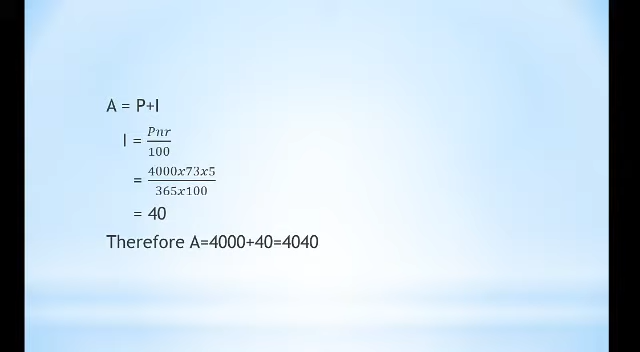 A = P+I
I = Pnr/100
= 4000x73x5/365x100
= 40
Therefore A=4000+40=4040